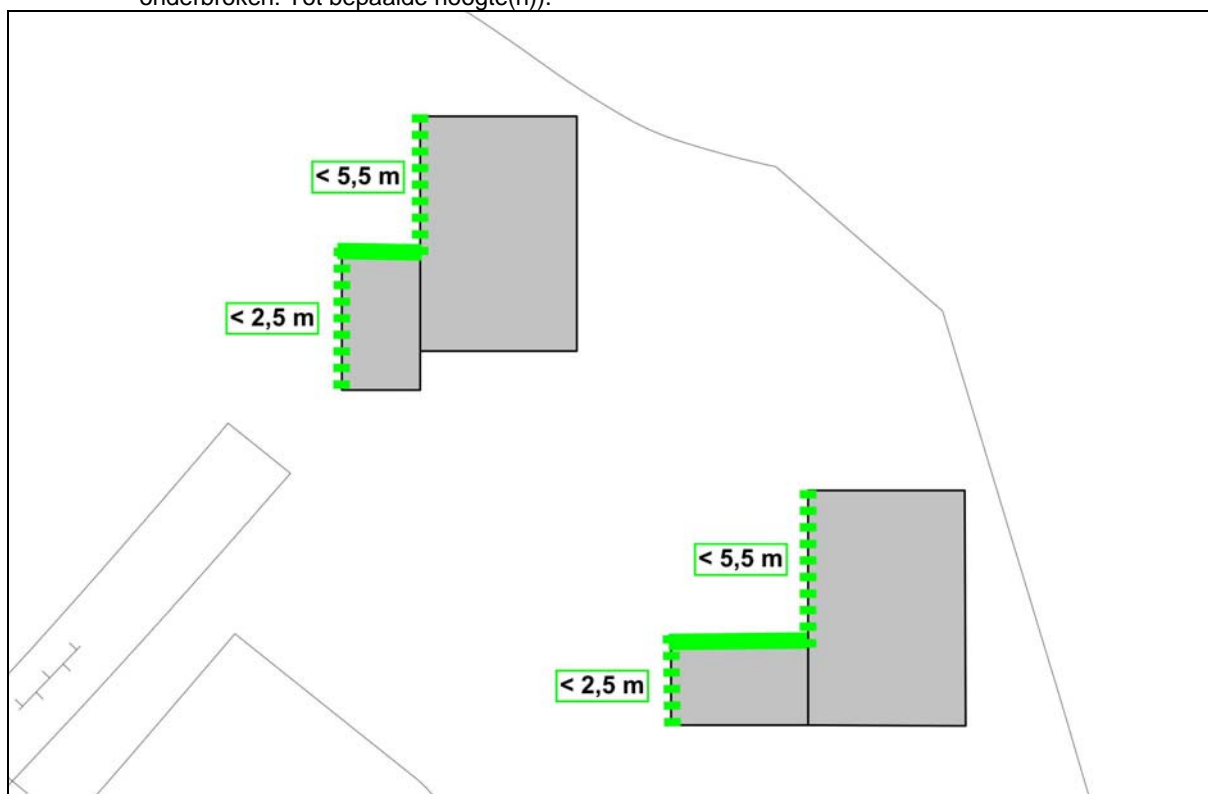 onderbroken. Tot bepaalde hoogte(n)).
< 5,5 m
< 2,5 m
< 5,5 m
< 2,5 m